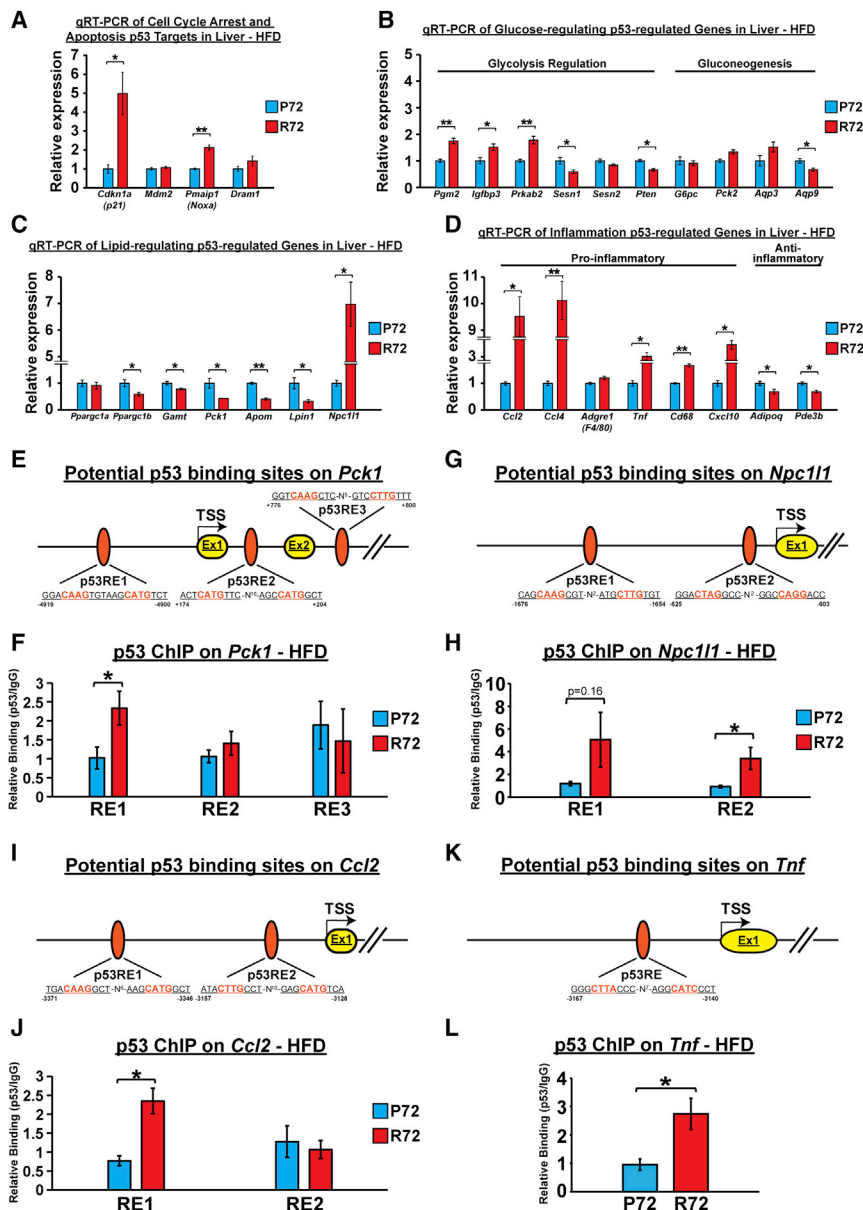 A
qRT-PCR of Cell Cycle Arrest and
Apoptosis p53 Targets in Liver - HFD
Relative expression
7
6
5
4
3
2
1
0
*
**
P72
R72
Cdkn1a Mdm2 Pmaip1 Dram1
(p21) (Noxa)
B
qRT-PCR of Glucose-regulating p53-regulated Genes in Liver - HFD
Glycolysis Regulation Gluconeogenesis
Relative expression
4
3
2
1
0
** * ** * * *
P72
R72
Pgm2 Igfbp3 Prkab2 Sesn1 Sesn2 Pten G6pc Pck2 Aqp3 Aqp9
C
qRT-PCR of Lipid-regulating p53-regulated Genes in Liver - HFD
Relative expression
8
7
6
5
1
0
* * * ** * *
P72
R72
Ppargc1a Ppargc1b Gamt Pck1 Apom Lpin1 Npc1l1
D
qRT-PCR of Inflammation p53-regulated Genes in Liver - HFD
Pro-inflammatory
Anti-
inflammatory
Relative expression
11
10
9
3
2
1
0
* ** * ** * * *
P72
R72
Ccl2 Ccl4 Adgre1 Tnf Cd68 Cxcl10 Adipoq Pde3b
(F4/80)
E
Potential p53 binding sites on Pck1
GGTCAAGCTC-N⁵-GTCCTTGTTT
+776 +800
p53RE3
TSS
Ex1 Ex2
p53RE1 p53RE2
GGACAAGTGTAAGCATGTCT ACTCATGTTC-N¹⁰-AGCCATGGCT
-4919 -4900 +174 +204
F
p53 ChIP on Pck1 - HFD
Relative Binding (p53/IgG)
3
2.5
2
1.5
1
0.5
0
*
P72
R72
RE1 RE2 RE3
G
Potential p53 binding sites on Npc1l1
TSS
Ex1
p53RE1 p53RE2
CAGCAAGCGT-N²-ATGCTTGTGT GGACTAGGCC-N²-GGCCAGGACC
-1676 -1654 -625 -603
H
p53 ChIP on Npc1l1 - HFD
Relative Binding (p53/IgG)
10
8
6
4
2
0
p=0.16
*
P72
R72
RE1 RE2
I
Potential p53 binding sites on Ccl2
TSS
Ex1
p53RE1 p53RE2
TGACAAGGCT-N⁶-AAGCATGGCT ATACTTGCCT-N¹⁰-GAGCATGTCA
-3371 -3346 -3157 -3128
J
p53 ChIP on Ccl2 - HFD
Relative Binding (p53/IgG)
3
2.5
2
1.5
1
0.5
0
*
P72
R72
RE1 RE2
K
Potential p53 binding sites on Tnf
TSS
Ex1
p53RE
GGGCTTACCC-N⁷-AGGCATCCCT
-3167 -3140
L
p53 ChIP on Tnf - HFD
Relative Binding (p53/IgG)
4
3
2
1
0
*
P72 R72